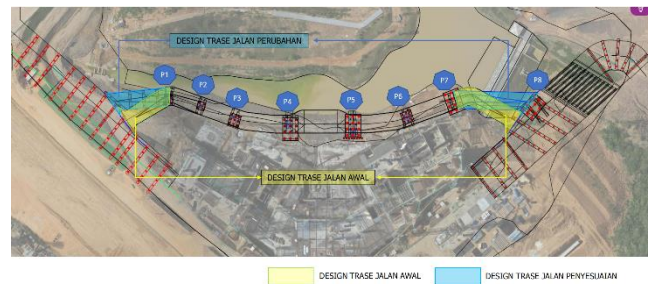 DESIGN TRASE JALAN PERUBAHAN
P1
P2
P3
P4
P5
P6
P7
P8
DESIGN TRASE JALAN AWAL
DESIGN TRASE JALAN AWAL
DESIGN TRASE JALAN PENYESUAIAN